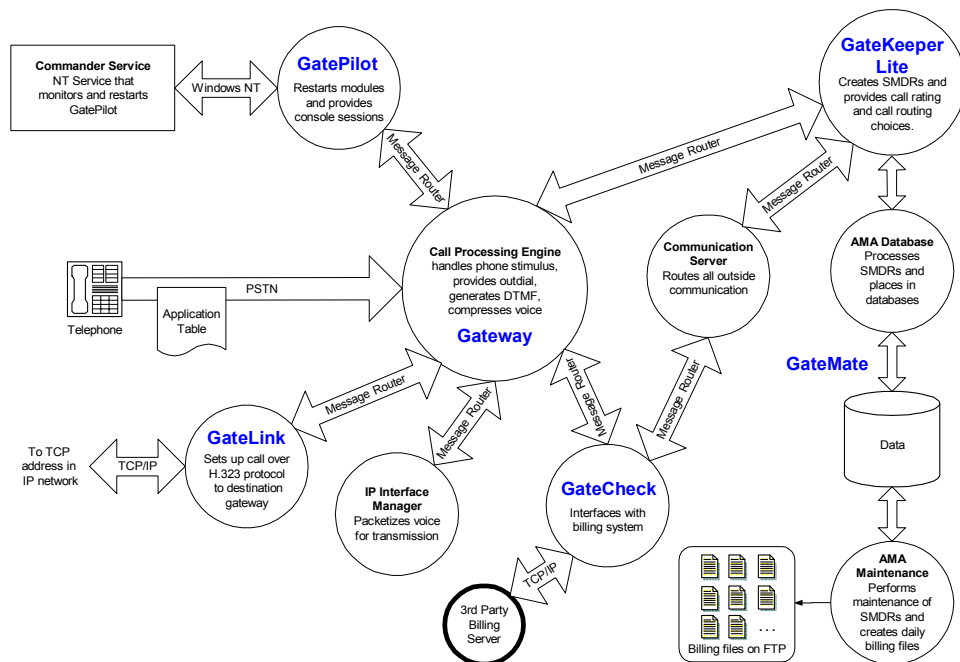 Commander Service
NT Service that
monitors and restarts
GatePilot
Windows NT
GatePilot
Restarts modules
and provides
console sessions
GateKeeper
Lite
Creates SMDRs and
provides call rating
and call routing
choices.
Message Router
Message Router
Message Router
Call Processing Engine
handles phone stimulus,
provides outdial,
generates DTMF,
compresses voice
Gateway
Communication
Server
Routes all outside
communication
AMA Database
Processes
SMDRs and
places in
databases
Telephone
PSTN
Application
Table
GateMate
Message Router
Message Router
Message Router
Message Router
Data
To TCP
address in
IP network
TCP/IP
GateLink
Sets up call over
H.323 protocol
to destination
gateway
IP Interface
Manager
Packetizes voice
for transmission
GateCheck
Interfaces with
billing system
TCP/IP
3rd Party
Billing
Server
Billing files on FTP
...
AMA
Maintenance
Performs
maintenance of
SMDRs and
creates daily
billing files